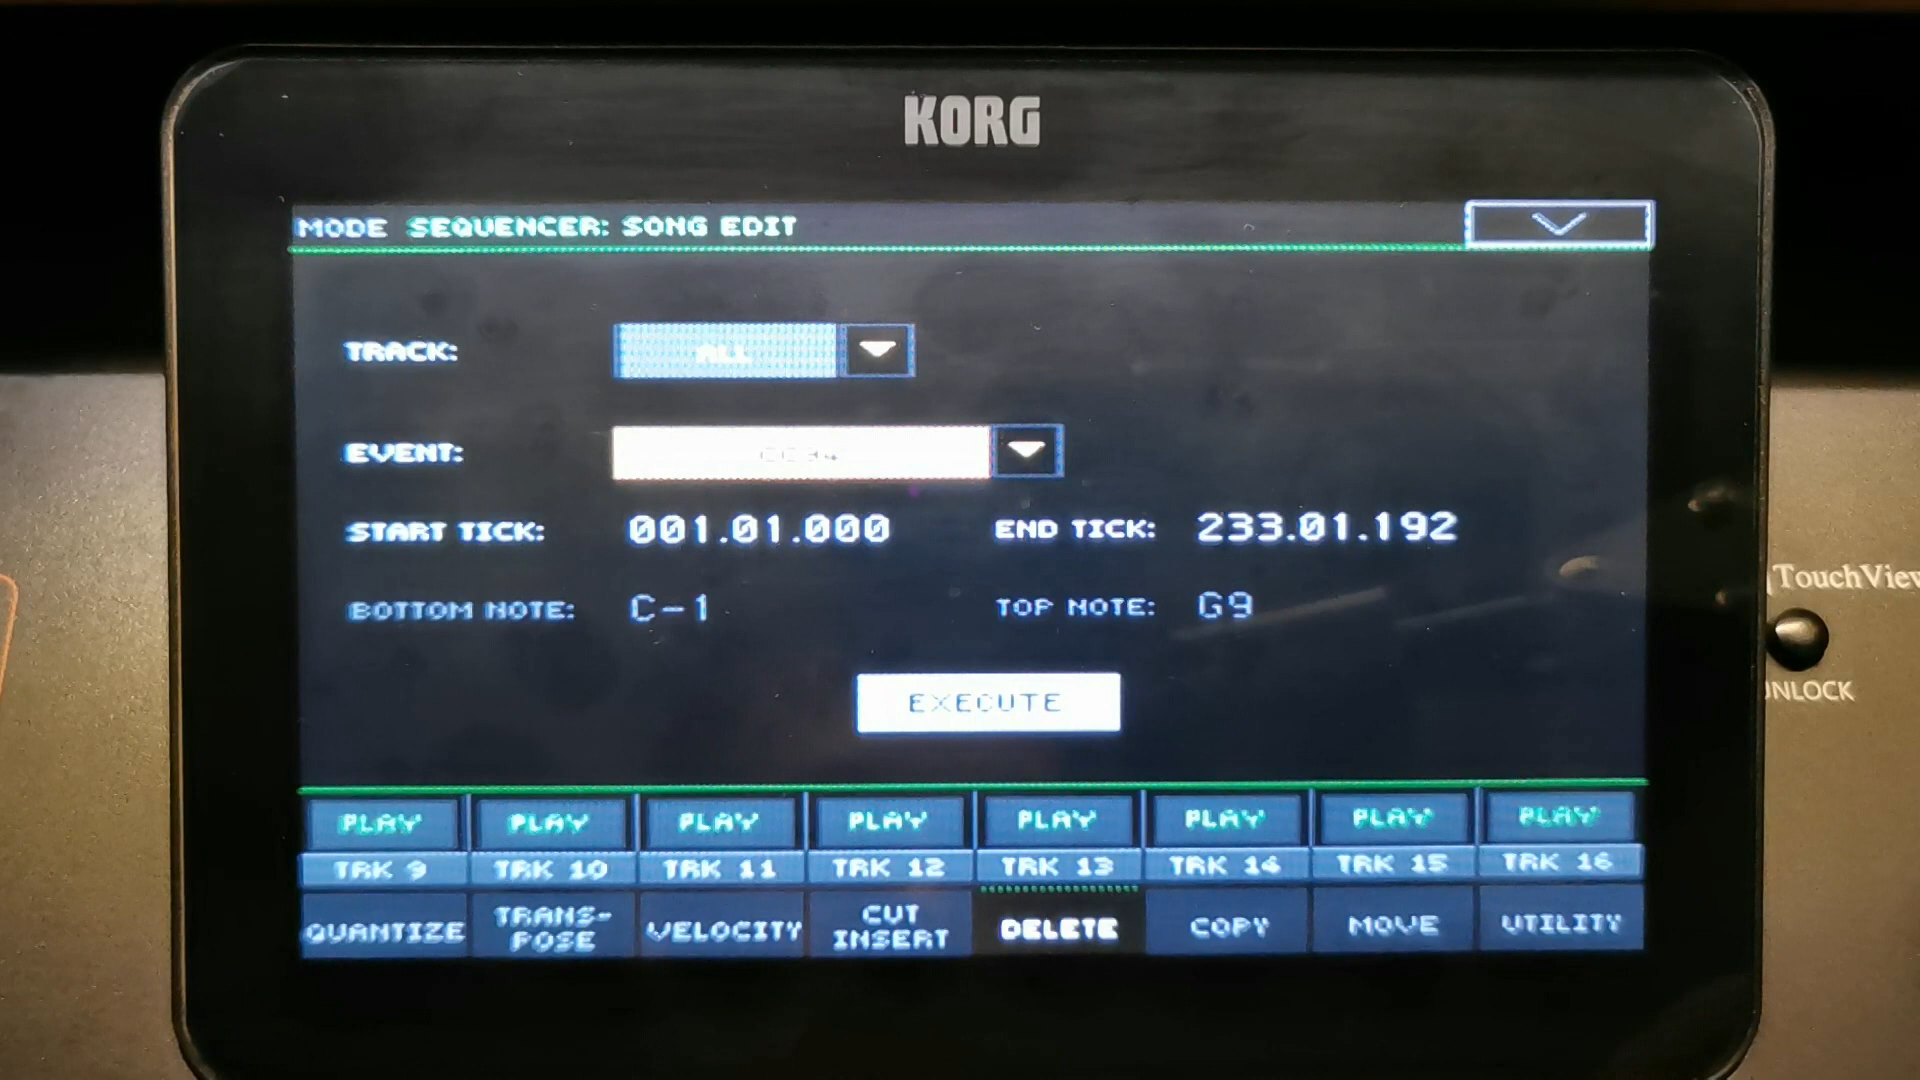 KORG
MODE SEQUENCER: SONG EDIT
TRACK: ALL
EVENT: CC34
START TICK: 001.01.000 END TICK: 233.01.192
BOTTOM NOTE: C-1 TOP NOTE: G9
TouchView
UNLOCK
EXECUTE
PLAY PLAY PLAY PLAY PLAY PLAY PLAY PLAY
TRK 9 TRK 10 TRK 11 TRK 12 TRK 13 TRK 14 TRK 15 TRK 16
QUANTIZE TRANS-POSE VELOCITY CUT INSERT DELETE COPY MOVE UTILITY